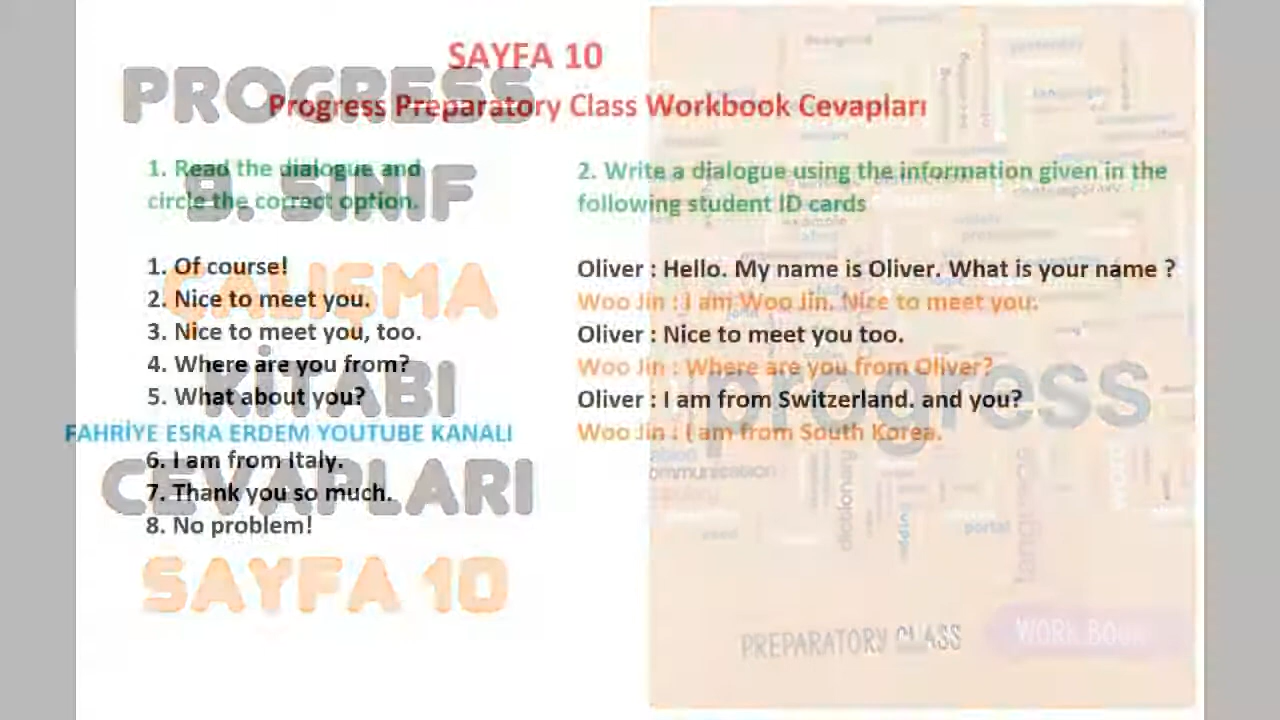 SAYFA 10
PROGRESS
Progress Preparatory Class Workbook Cevapları
1. Read the dialogue and
circle the correct option.
9. SINIF
1. Of course!
ÇALIŞMA
2. Nice to meet you.
3. Nice to meet you, too.
4. Where are you from?
KİTABI
5. What about you?
FAHRİYE ESRA ERDEM YOUTUBE KANALI
6. I am from Italy.
CEVAPLARI
7. Thank you so much.
8. No problem!
SAYFA 10
2. Write a dialogue using the information given in the
following student ID cards
Oliver : Hello. My name is Oliver. What is your name ?
Woo Jin : I am Woo Jin. Nice to meet you.
Oliver : Nice to meet you too.
Woo Jin : Where are you from Oliver?
progress
Oliver : I am from Switzerland. and you?
Woo Jin : I am from South Korea.
communication
dictionary
portal
PREPARATORY CLASS
WORK BOOK